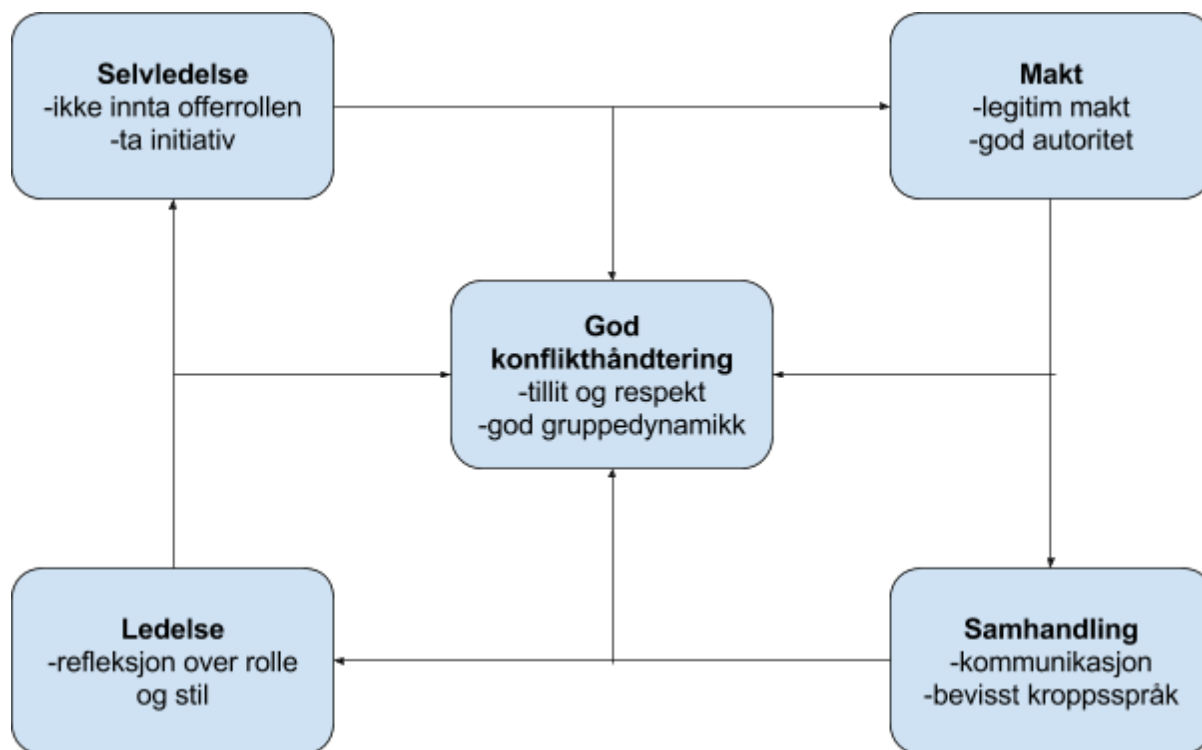 Selvledelse
-ikke innta offerrollen
-ta initiativ
Makt
-legitim makt
-god autoritet
God
konflikthåndtering
-tillit og respekt
-god gruppedynamikk
Ledelse
-refleksjon over rolle
og stil
Samhandling
-kommunikasjon
-bevisst kroppsspråk